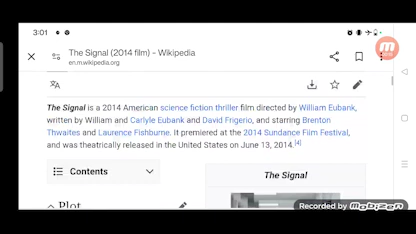 3:01
The Signal (2014 film) – Wikipedia
en.m.wikipedia.org
The Signal is a 2014 American science fiction thriller film directed by William Eubank,
written by William and Carlyle Eubank and David Frigerio, and starring Brenton
Thwaites and Laurence Fishburne. It premiered at the 2014 Sundance Film Festival,
and was theatrically released in the United States on June 13, 2014.[4]
Contents
The Signal
Plot
Recorded by Mobizen